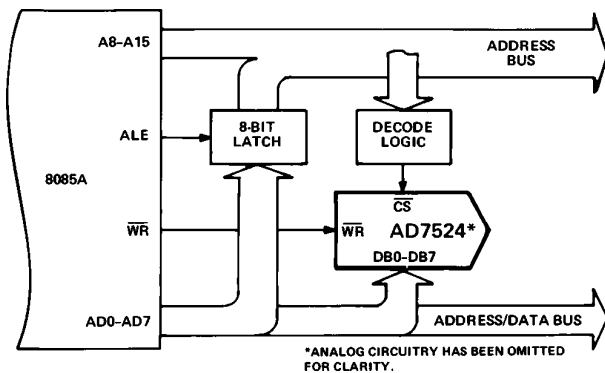 A8–A15
ADDRESS
BUS
8-BIT
LATCH
DECODE
LOGIC
ALE
8085A
CS
WR
WR
AD7524*
DB0–DB7
AD0–AD7
ADDRESS/DATA BUS
*ANALOG CIRCUITRY HAS BEEN OMITTED
FOR CLARITY.